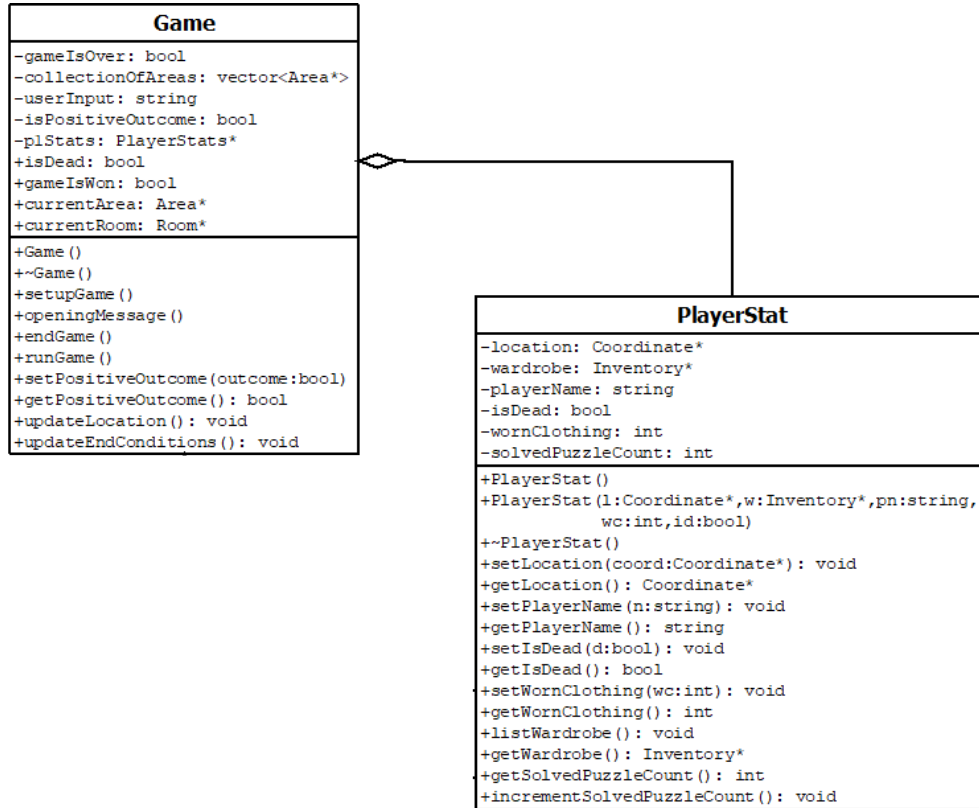 Game
-gameIsOver: bool
-collectionOfAreas: vector<Area*>
-userInput: string
-isPositiveOutcome: bool
-plStats: PlayerStats*
+isDead: bool
+gameIsWon: bool
+currentArea: Area*
+currentRoom: Room*
+Game()
+~Game()
+setupGame()
+openingMessage()
+endGame()
+runGame()
+setPositiveOutcome(outcome:bool)
+getPositiveOutcome(): bool
+updateLocation(): void
+updateEndConditions(): void
PlayerStat
-location: Coordinate*
-wardrobe: Inventory*
-playerName: string
-isDead: bool
-wornClothing: int
-solvedPuzzleCount: int
+PlayerStat()
+PlayerStat(l:Coordinate*,w:Inventory*,pn:string,
wc:int,id:bool)
+~PlayerStat()
+setLocation(coord:Coordinate*): void
+getLocation(): Coordinate*
+setPlayerName(n:string): void
+getPlayerName(): string
+setIsDead(d:bool): void
+getIsDead(): bool
+setWornClothing(wc:int): void
+getWornClothing(): int
+listWardrobe(): void
+getWardrobe(): Inventory*
+getSolvedPuzzleCount(): int
+incrementSolvedPuzzleCount(): void